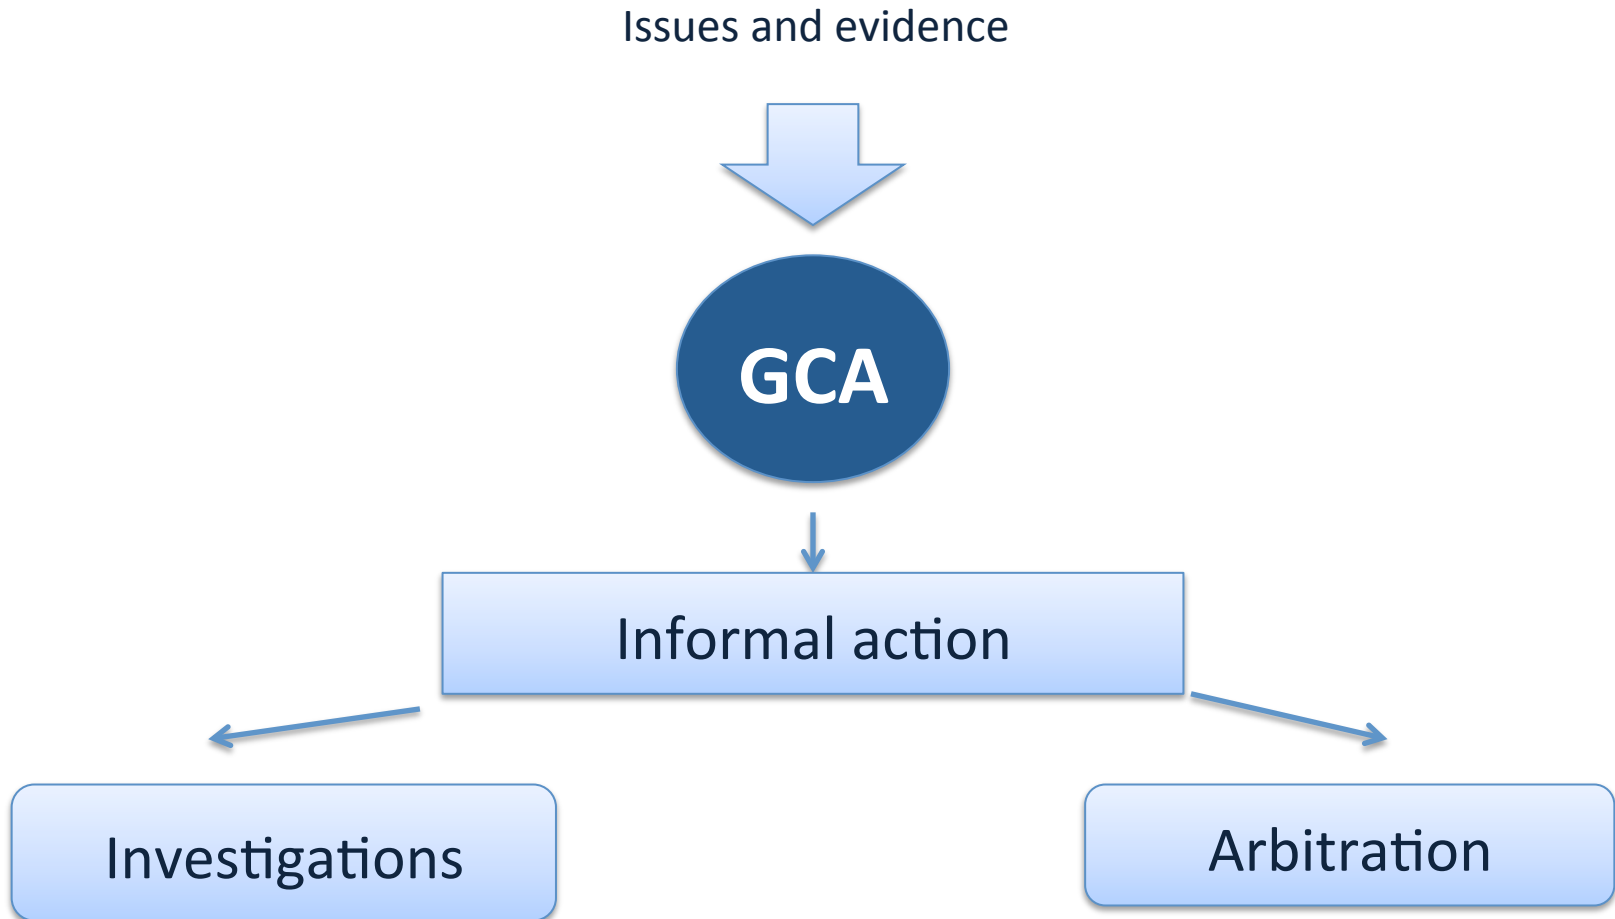 Issues and evidence
GCA
Informal action
Investigations
Arbitration